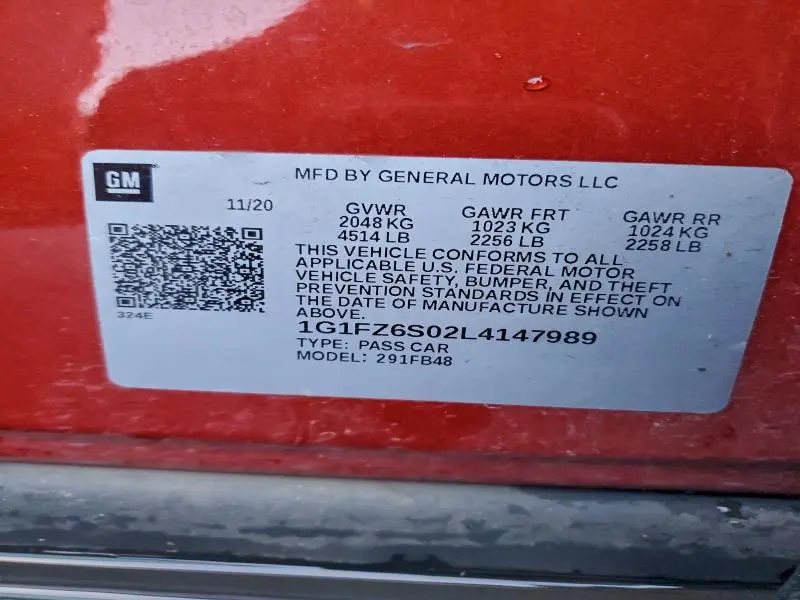 GM
MFD BY GENERAL MOTORS LLC
11/20
GVWR GAWR FRT GAWR RR
2048 KG 1023 KG 1024 KG
4514 LB 2256 LB 2258 LB
THIS VEHICLE CONFORMS TO ALL
APPLICABLE U.S. FEDERAL MOTOR
VEHICLE SAFETY, BUMPER, AND THEFT
PREVENTION STANDARDS IN EFFECT ON
THE DATE OF MANUFACTURE SHOWN
ABOVE.
324E
1G1FZ6S02L4147989
TYPE: PASS CAR
MODEL: 291FB48